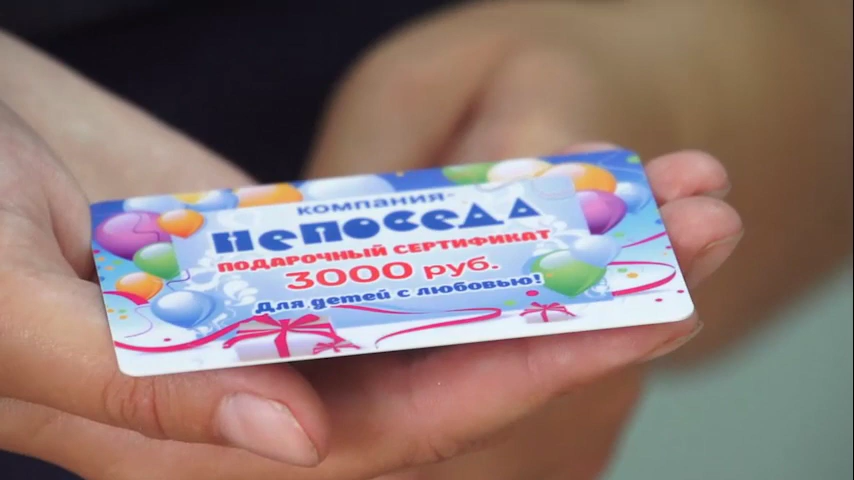 КОМПАНИЯ
НЕПОСЕДА
ПОДАРОЧНЫЙ СЕРТИФИКАТ
3000 руб.
Для детей с любовью!